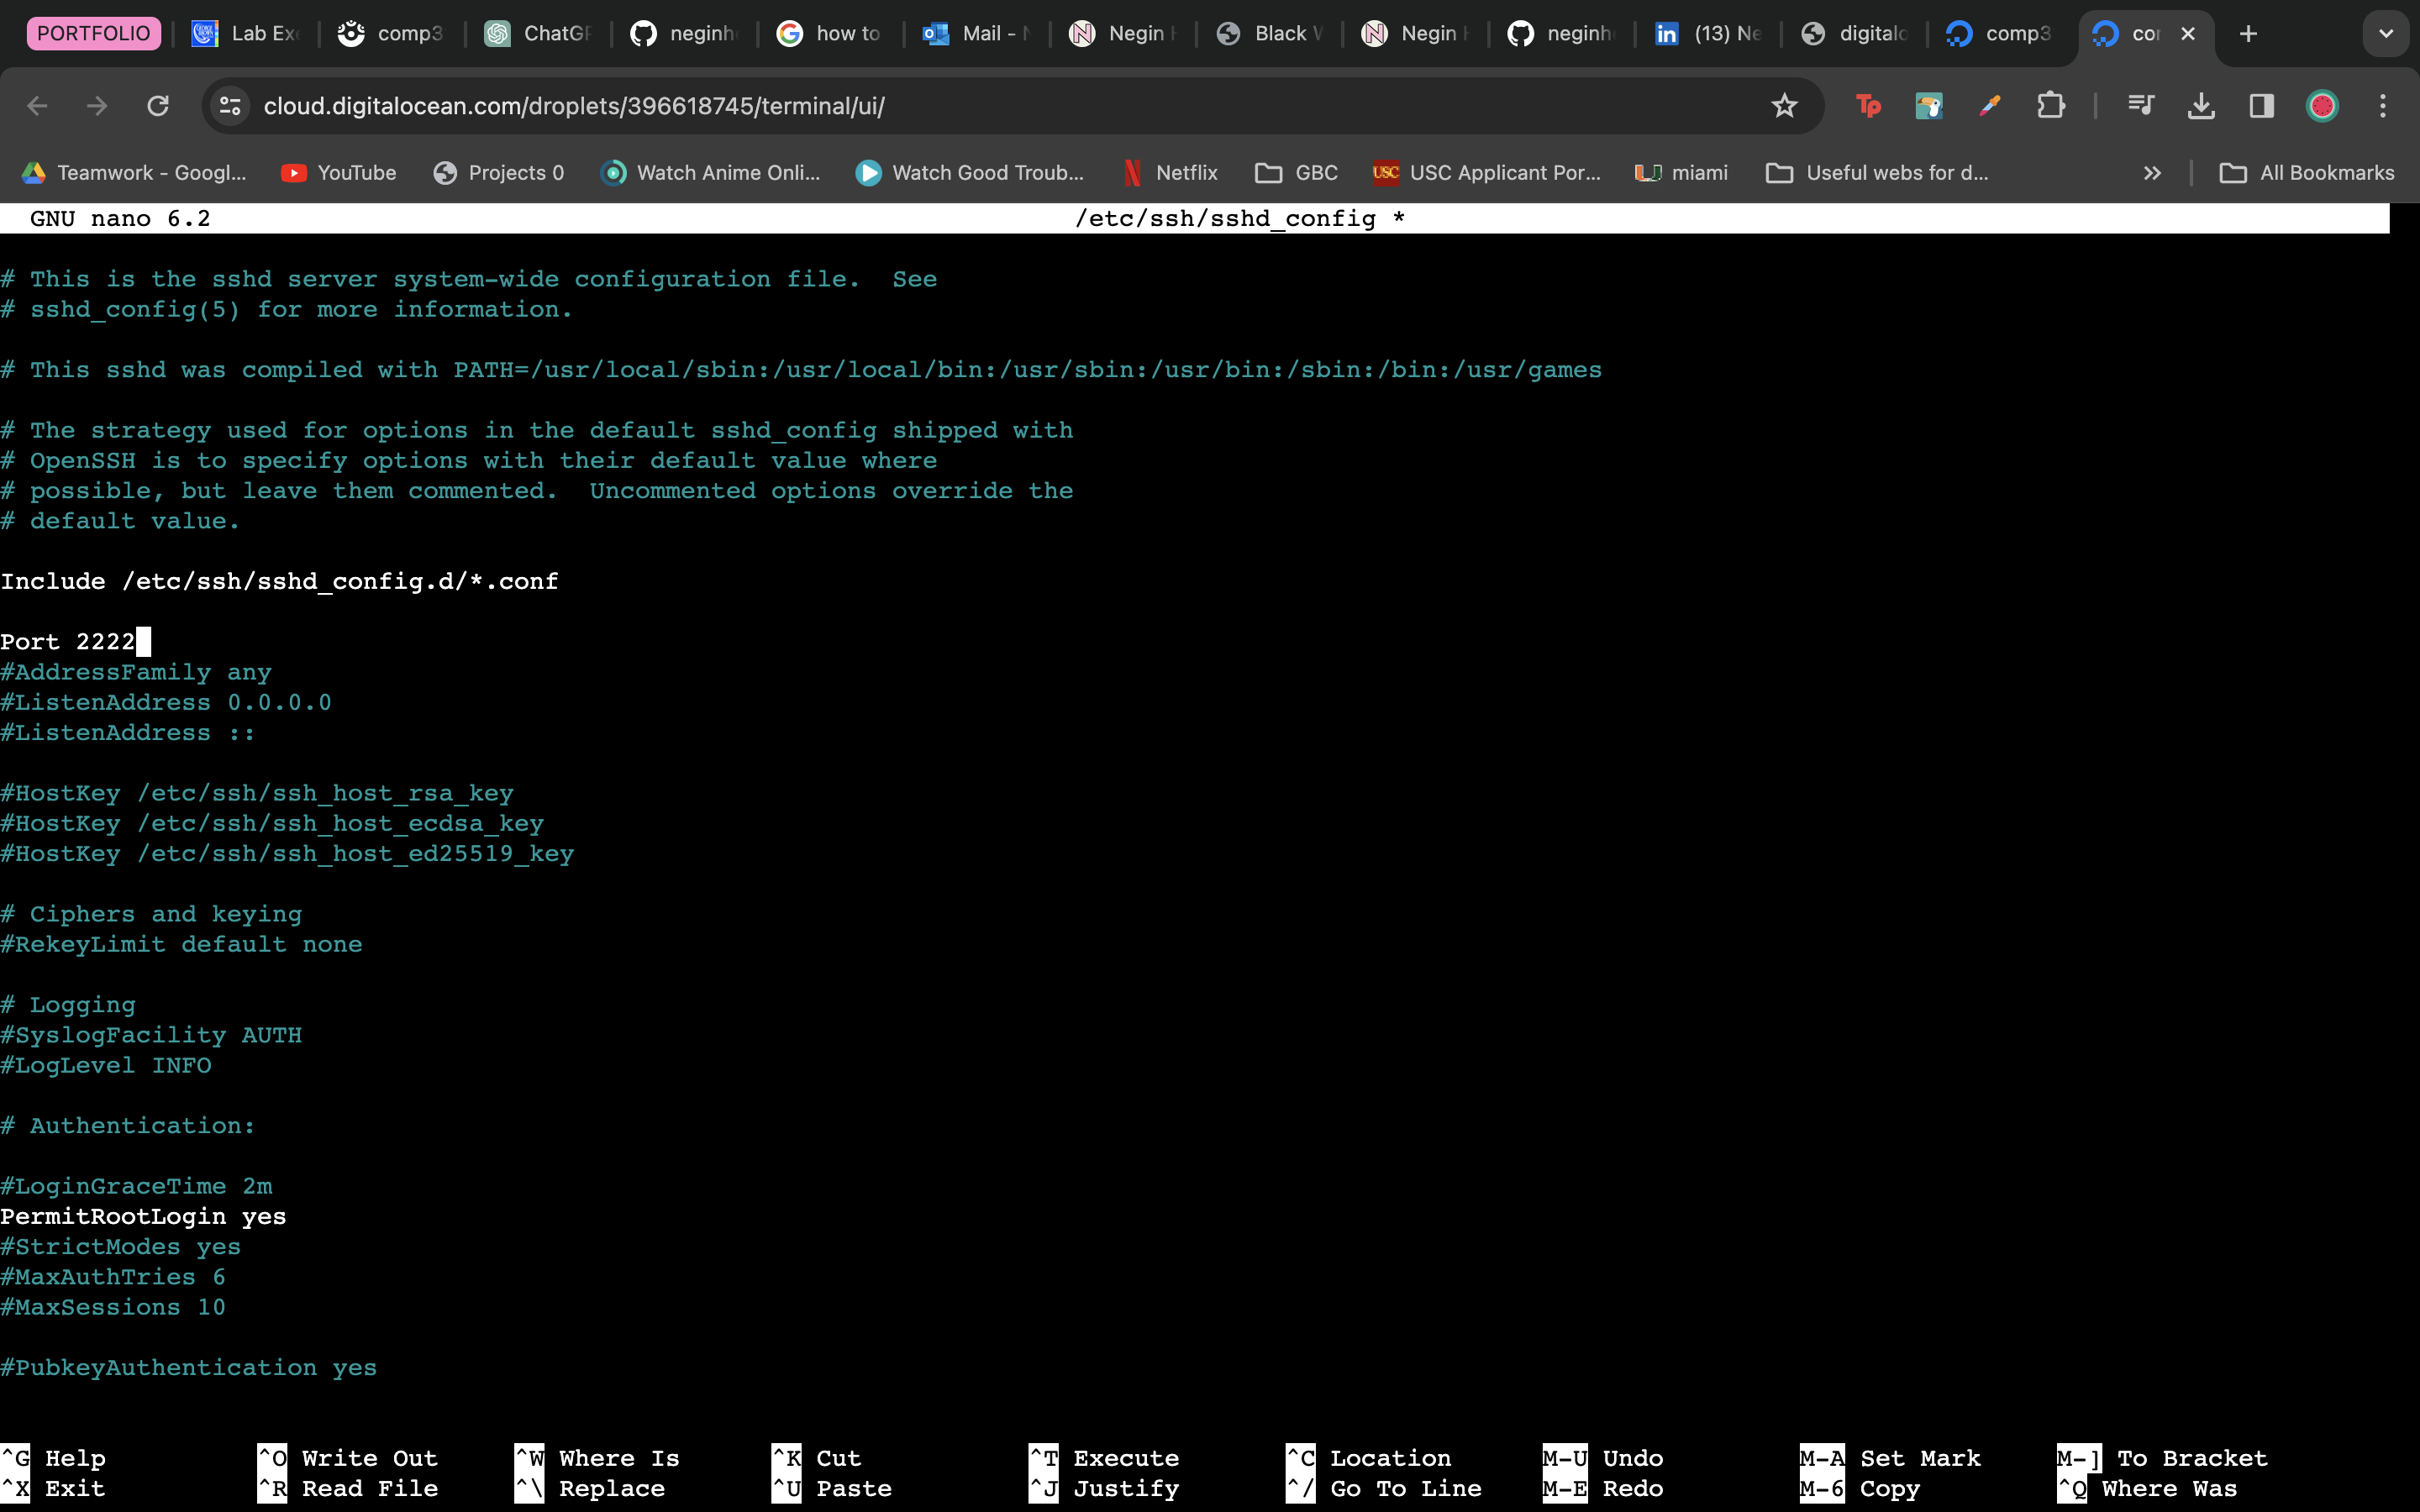 PORTFOLIO Lab Exe comp3 ChatGP neginh how to Mail - N Negin H Black W Negin H neginh (13) Ne digitalo comp3 cor
cloud.digitalocean.com/droplets/396618745/terminal/ui/
Teamwork - Googl... YouTube Projects 0 Watch Anime Onli... Watch Good Troub... Netflix GBC USC Applicant Por... miami Useful webs for d... » All Bookmarks
GNU nano 6.2 /etc/ssh/sshd_config *
# This is the sshd server system-wide configuration file.  See
# sshd_config(5) for more information.
# This sshd was compiled with PATH=/usr/local/sbin:/usr/local/bin:/usr/sbin:/usr/bin:/sbin:/bin:/usr/games
# The strategy used for options in the default sshd_config shipped with
# OpenSSH is to specify options with their default value where
# possible, but leave them commented.  Uncommented options override the
# default value.
Include /etc/ssh/sshd_config.d/*.conf
Port 2222
#AddressFamily any
#ListenAddress 0.0.0.0
#ListenAddress ::
#HostKey /etc/ssh/ssh_host_rsa_key
#HostKey /etc/ssh/ssh_host_ecdsa_key
#HostKey /etc/ssh/ssh_host_ed25519_key
# Ciphers and keying
#RekeyLimit default none
# Logging
#SyslogFacility AUTH
#LogLevel INFO
# Authentication:
#LoginGraceTime 2m
PermitRootLogin yes
#StrictModes yes
#MaxAuthTries 6
#MaxSessions 10
#PubkeyAuthentication yes
^G Help ^O Write Out ^W Where Is ^K Cut ^T Execute ^C Location M-U Undo M-A Set Mark M-] To Bracket
^X Exit ^R Read File ^\ Replace ^U Paste ^J Justify ^/ Go To Line M-E Redo M-6 Copy ^Q Where Was